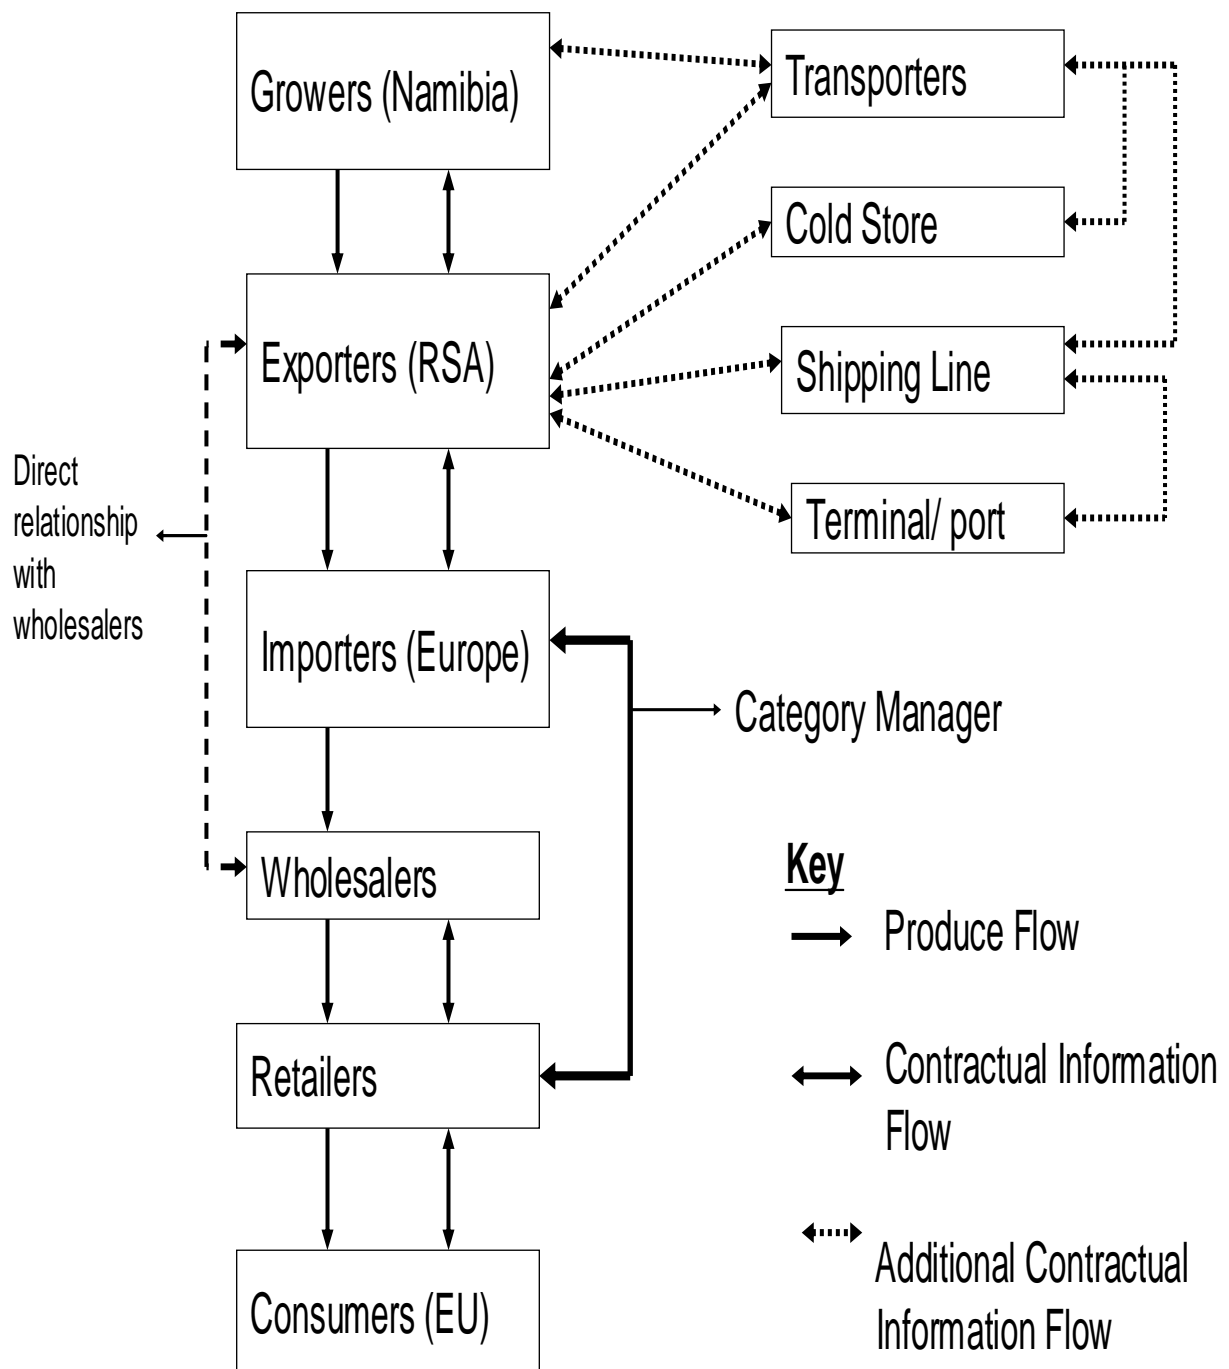 Growers (Namibia)
Transporters
Cold Store
Exporters (RSA)
Shipping Line
Direct
relationship
with
wholesalers
Terminal/ port
Importers (Europe)
Category Manager
Wholesalers
Key
Produce Flow
Retailers
Contractual Information
Flow
Additional Contractual
Information Flow
Consumers (EU)